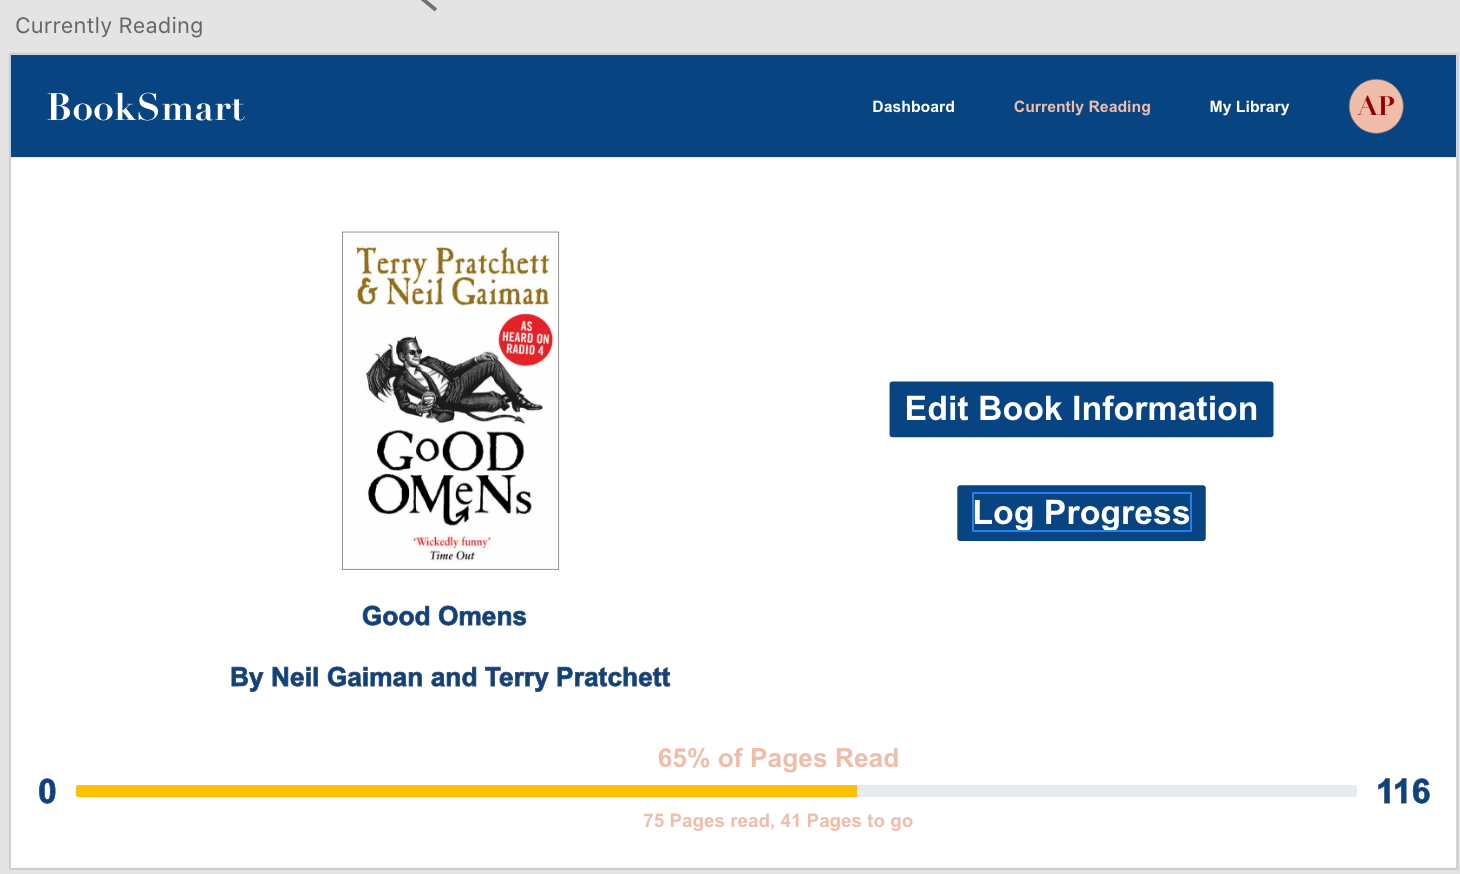 Currently Reading
BookSmart
Dashboard
Currently Reading
My Library
AP
Terry Pratchett
& Neil Gaiman
AS
HEARD ON
RADIO 4
GOOD
OMeNs
'Wickedly funny'
Time Out
Good Omens
By Neil Gaiman and Terry Pratchett
Edit Book Information
Log Progress
65% of Pages Read
0
116
75 Pages read, 41 Pages to go